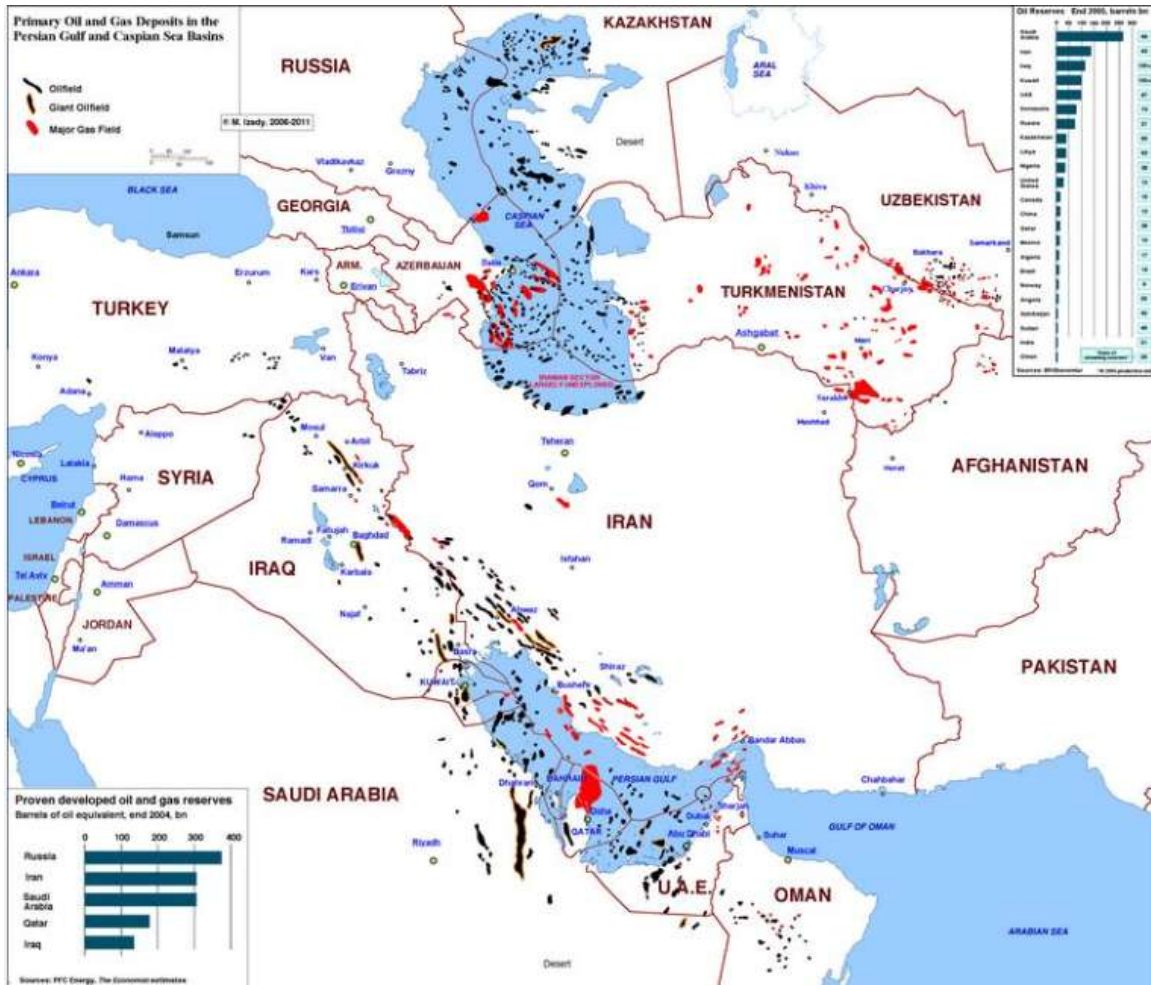 Primary Oil and Gas Deposits in the
Persian Gulf and Caspian Sea Basins
Oilfield
Giant Oilfield
Major Gas Field
© M. Izady, 2006-2011
RUSSIA
KAZAKHSTAN
ARAL
SEA
Desert
Vladikavkaz
Grozny
Nukus
Khiva
BLACK SEA
GEORGIA
Tbilisi
CASPIAN
SEA
UZBEKISTAN
Samsun
Samarkand
Bukhara
Ankara
Erzurum
Kars
ARM.
AZERBAIJAN
Baku
Erivan
TURKEY
TURKMENISTAN
Ashgabat
Konya
Malatya
Van
Tabriz
IRANIAN SECTOR
LARGELY UNEXPLORED
Adana
Mosul
Arbil
Kirkuk
Aleppo
Teheran
Meshhad
Herat
AFGHANISTAN
Nicosia
CYPRUS
Latakia
SYRIA
Hama
Samarra
Qom
Beirut
LEBANON
Damascus
IRAN
Ramadi
Baghdad
Isfahan
ISRAEL
IRAQ
Karbala
Tel Aviv
Amman
PALESTINE
Najaf
Ahwaz
JORDAN
Ma'an
Basra
Shiraz
PAKISTAN
KUWAIT
Bushehr
Bandar Abbas
Chahbahar
Dhahran
BAHRAIN
PERSIAN GULF
SAUDI ARABIA
Doha
QATAR
Dubai
Sharjah
Abu Dhabi
GULF OF OMAN
Suhar
Riyadh
Muscat
U.A.E.
OMAN
ARABIAN SEA
Desert
Proven developed oil and gas reserves
Barrels of oil equivalent, end 2004, bn
0 100 200 300 400
Russia
Iran
Saudi
Arabia
Qatar
Iraq
Sources: PFC Energy, The Economist estimates
Oil Reserves End 2005, barrels bn
Saudi
Arabia
Iran
Iraq
Kuwait
UAE
Venezuela
Russia
Kazakhstan
Libya
Nigeria
United
States
Canada
China
Qatar
Mexico
Algeria
Brazil
Norway
Angola
Azerbaijan
Sudan
India
Oman